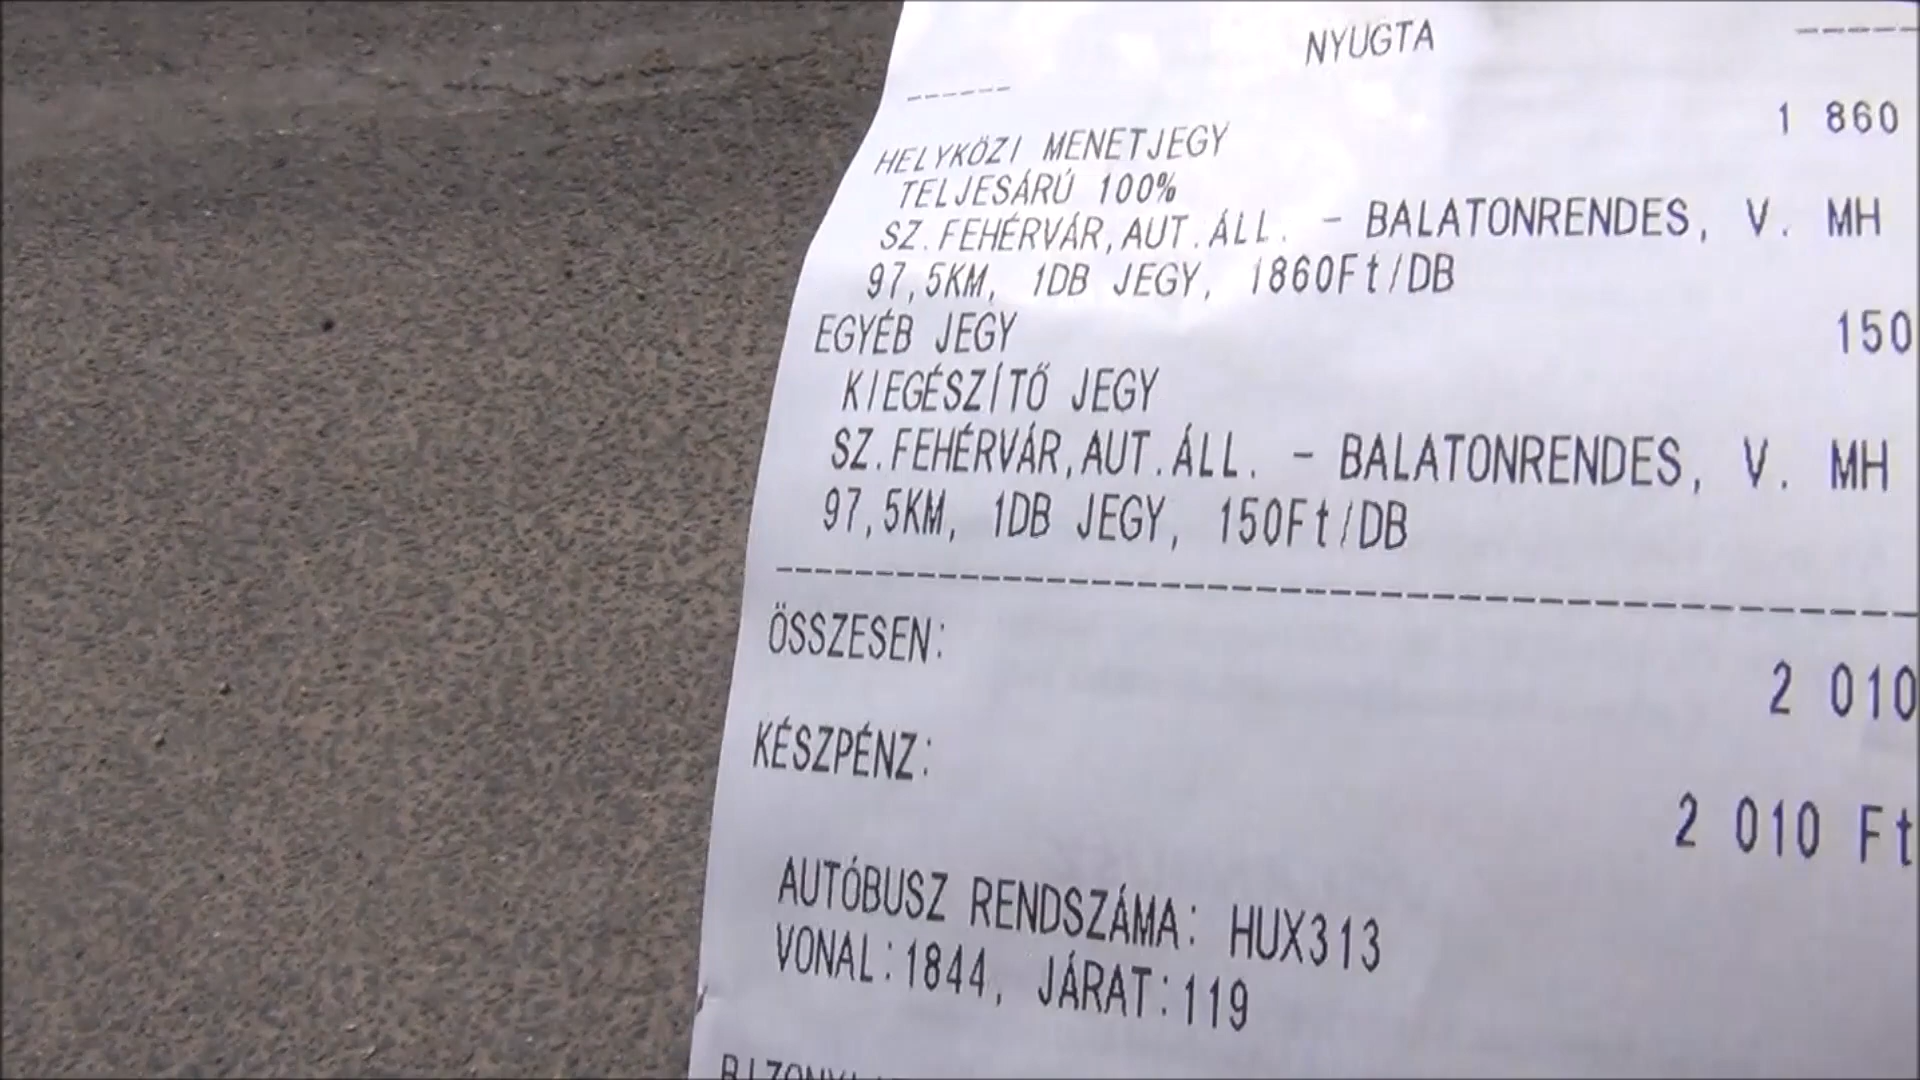 NYUGTA
HELYKÖZI MENETJEGY 1 860
TELJESÁRÚ 100%
SZ.FEHÉRVÁR,AUT.ÁLL. - BALATONRENDES, V. MH
97,5KM, 1DB JEGY, 1860Ft/DB
EGYÉB JEGY 150
KIEGÉSZÍTŐ JEGY
SZ.FEHÉRVÁR,AUT.ÁLL. - BALATONRENDES, V. MH
97,5KM, 1DB JEGY, 150Ft/DB
ÖSSZESEN: 2 010
KÉSZPÉNZ: 2 010 Ft
AUTÓBUSZ RENDSZÁMA: HUX313
VONAL:1844, JÁRAT:119